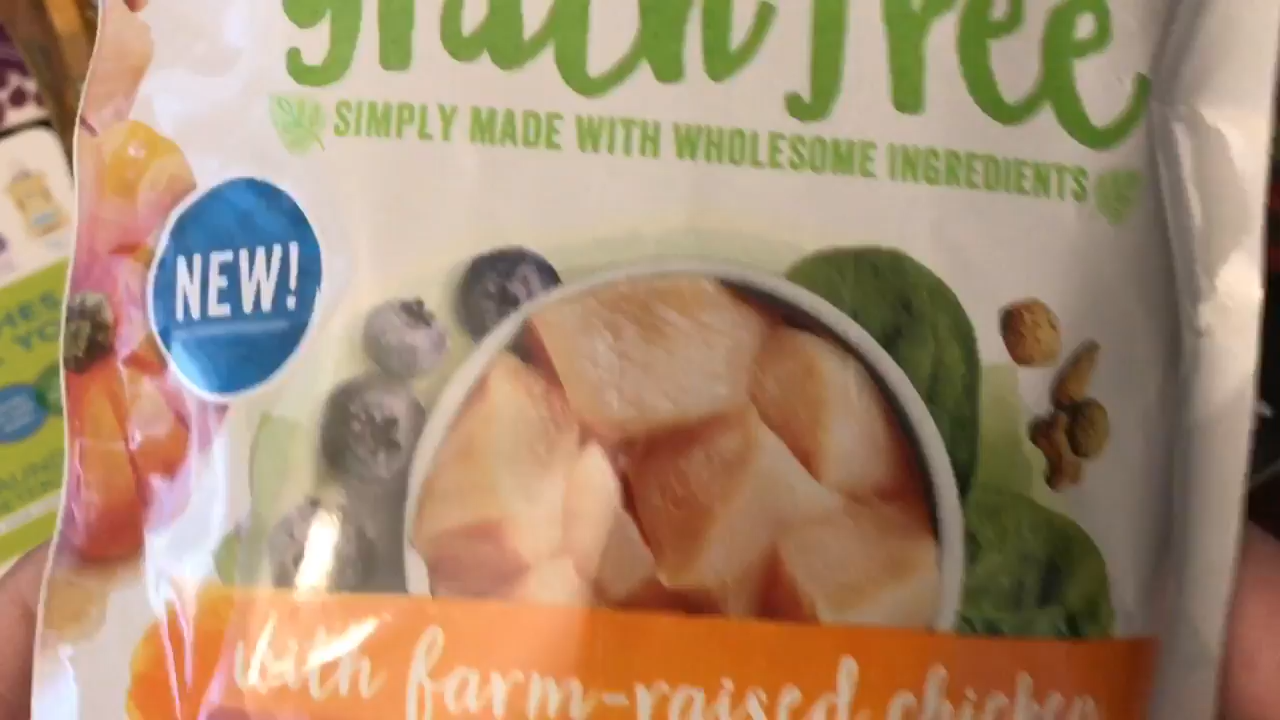 grain free
SIMPLY MADE WITH WHOLESOME INGREDIENTS
NEW!
with farm-raised chicken